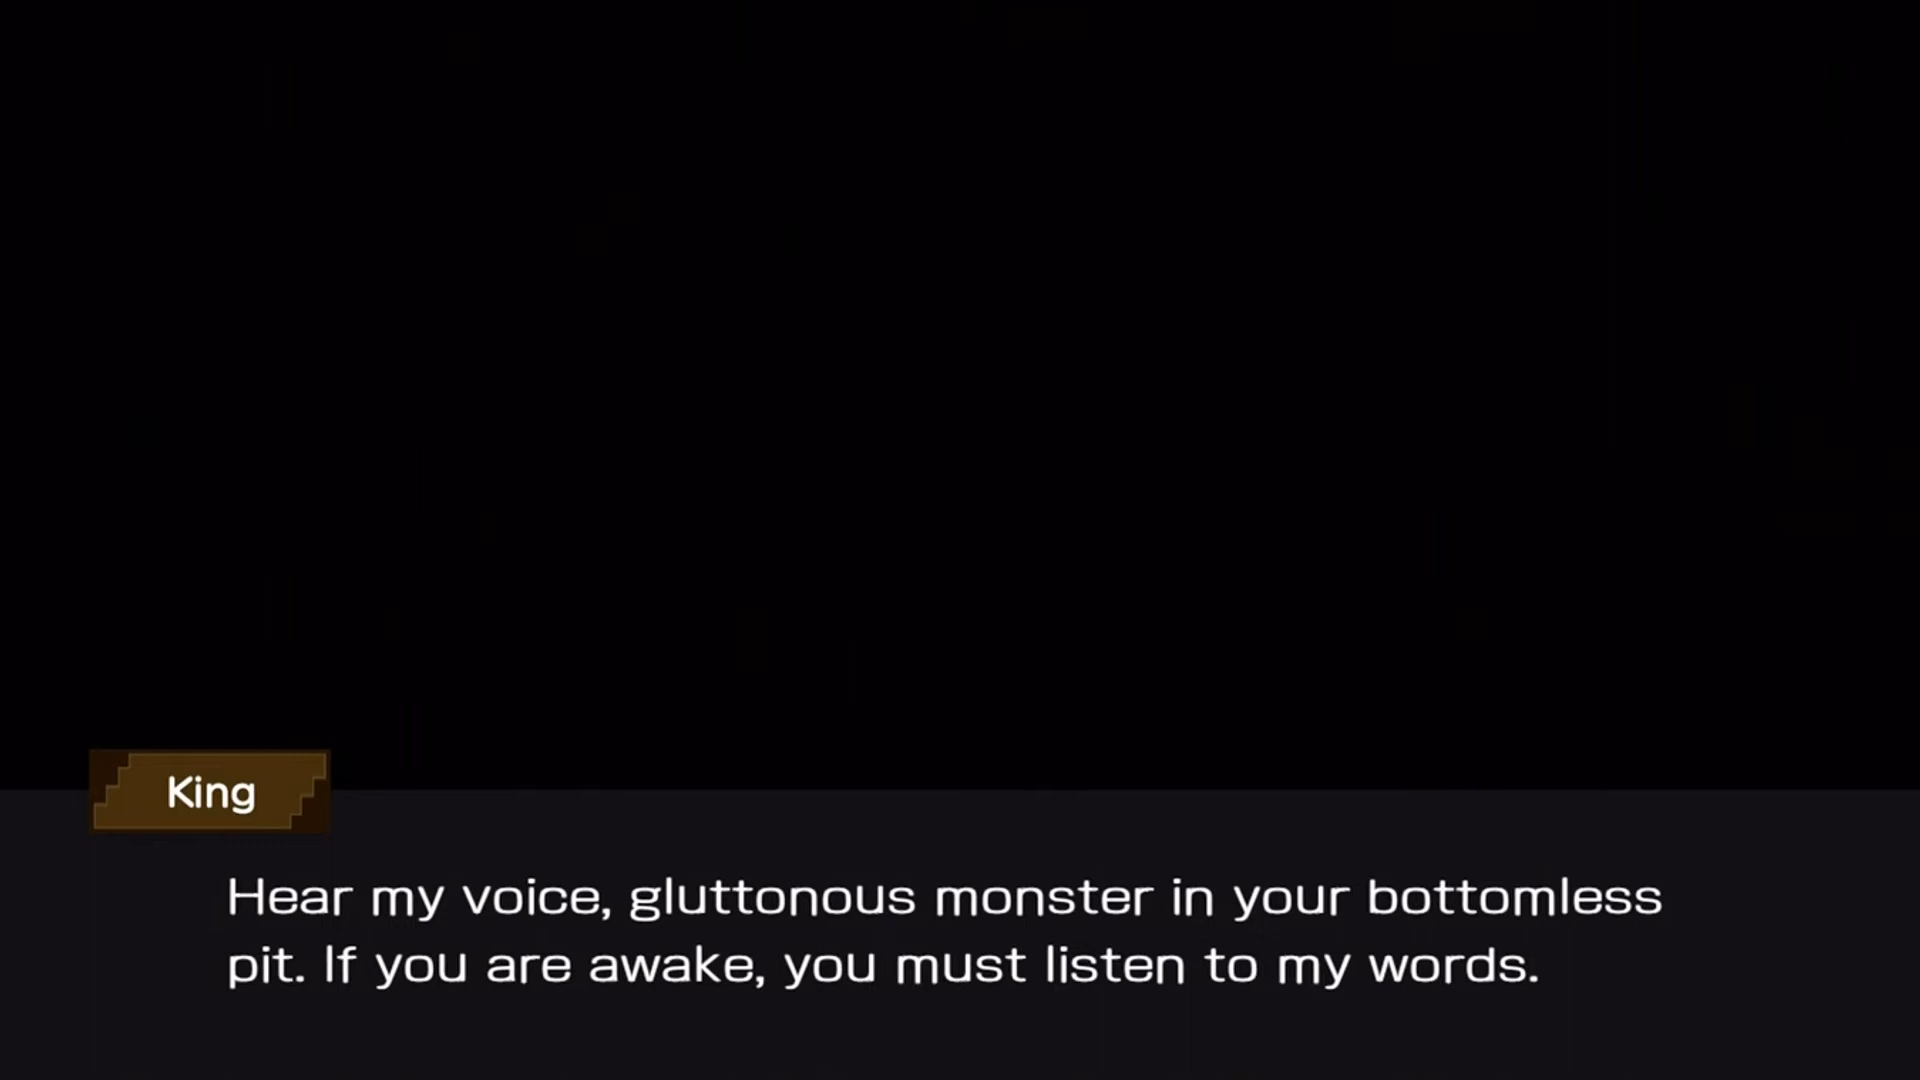 King
Hear my voice, gluttonous monster in your bottomless
pit. If you are awake, you must listen to my words.